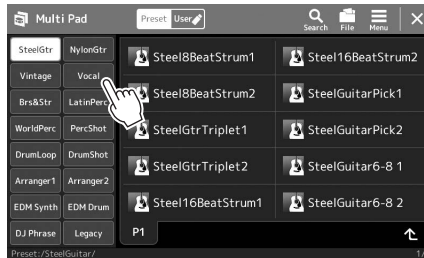 Multi Pad
Preset User
Search File Menu
SteelGtr NylonGtr
Vintage Vocal
Brs&Str LatinPerc
WorldPerc PercShot
DrumLoop DrumShot
Arranger1 Arranger2
EDM Synth EDM Drum
DJ Phrase Legacy
Steel8BeatStrum1 Steel16BeatStrum2
Steel8BeatStrum2 SteelGuitarPick1
SteelGtrTriplet1 SteelGuitarPick2
SteelGtrTriplet2 SteelGuitar6-8 1
Steel16BeatStrum1 SteelGuitar6-8 2
P1
Preset:/SteelGuitar/